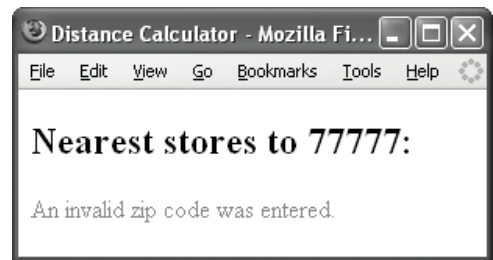 Distance Calculator - Mozilla Fi...
File Edit View Go Bookmarks Tools Help
Nearest stores to 77777:
An invalid zip code was entered.